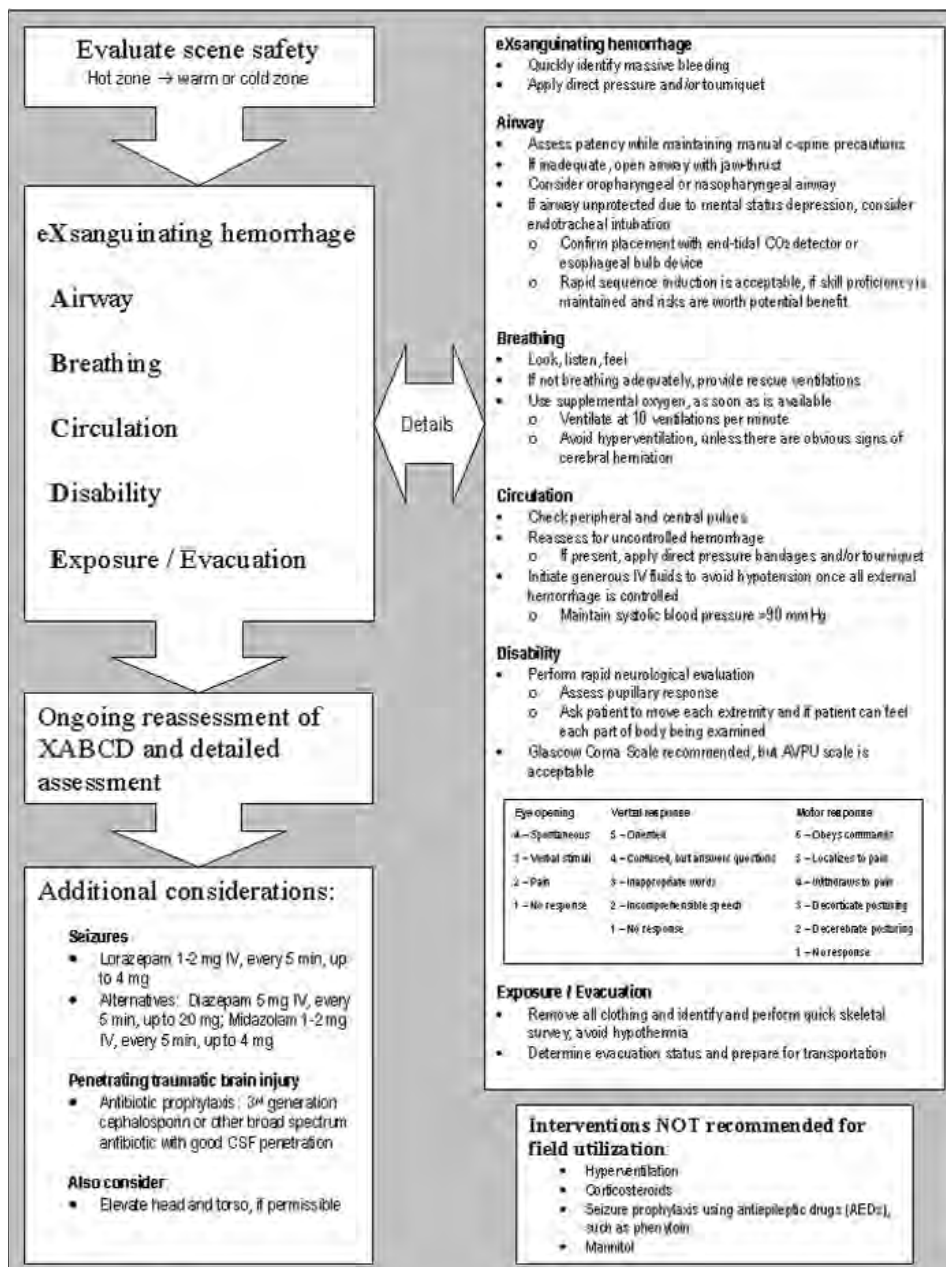 Evaluate scene safety
Hot zone → warm or cold zone
eXsanguinating hemorrhage
Airway
Breathing
Circulation
Disability
Exposure / Evacuation
Ongoing reassessment of
XABCD and detailed
assessment
Additional considerations:
Seizures
• Lorazepam 1-2 mg IV, every 5 min, up
to 4 mg
• Alternatives: Diazepam 5 mg IV, every
5 min, up to 20 mg; Midazolam 1-2 mg
IV, every 5 min, up to 4 mg
Penetrating traumatic brain injury
• Antibiotic prophylaxis: 3rd generation
cephalosporin or other broad spectrum
antibiotic with good CSF penetration
Also consider
• Elevate head and torso, if permissible
Details
eXsanguinating hemorrhage
• Quickly identify massive bleeding
• Apply direct pressure and/or tourniquet
Airway
• Assess patency while maintaining manual c-spine precautions
• If inadequate, open airway with jaw-thrust
• Consider oropharyngeal or nasopharyngeal airway
• If airway unprotected due to mental status depression, consider
endotracheal intubation
o Confirm placement with end-tidal CO2 detector or
esophageal bulb device
o Rapid sequence induction is acceptable, if skill proficiency is
maintained and risks are worth potential benefit.
Breathing
• Look, listen, feel
• If not breathing adequately, provide rescue ventilations
• Use supplemental oxygen, as soon as is available
o Ventilate at 10 ventilations per minute
o Avoid hyperventilation, unless there are obvious signs of
cerebral herniation
Circulation
• Check peripheral and central pulses
• Reassess for uncontrolled hemorrhage
o If present, apply direct pressure bandages and/or tourniquet
• Initiate generous IV fluids to avoid hypotension once all external
hemorrhage is controlled
o Maintain systolic blood pressure >90 mm Hg
Disability
• Perform rapid neurological evaluation
o Assess pupillary response
o Ask patient to move each extremity and if patient can feel
each part of body being examined
• Glascow Coma Scale recommended, but AVPU scale is
acceptable
Eye opening Verbal response Motor response
4 – Spontaneous 5 – Oriented 6 – Obeys commands
3 – Verbal stimuli 4 – Confused, but answers questions 5 – Localizes to pain
2 – Pain 3 – Inappropriate words 4 – Withdraws to pain
1 – No response 2 – Incomprehensible speech 3 – Decorticate posturing
1 – No response 2 – Decerebrate posturing
1 – No response
Exposure / Evacuation
• Remove all clothing and identify and perform quick skeletal
survey; avoid hypothermia
• Determine evacuation status and prepare for transportation
Interventions NOT recommended for
field utilization:
• Hyperventilation
• Corticosteroids
• Seizure prophylaxis using antiepileptic drugs (AEDs),
such as phenytoin
• Mannitol